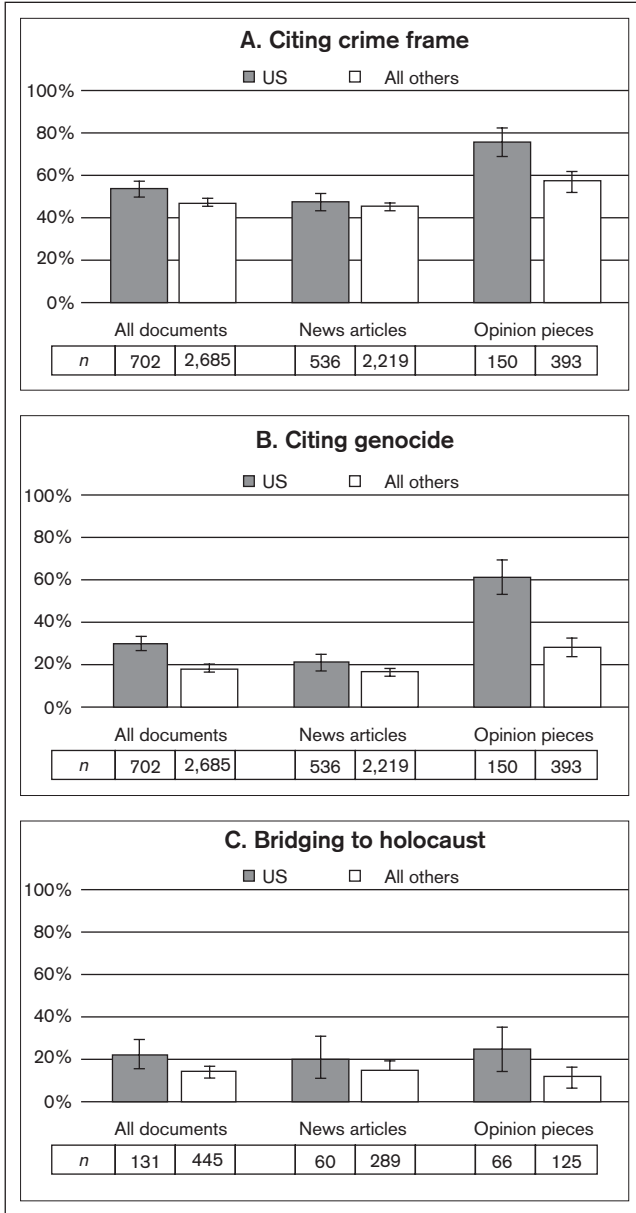 A. Citing crime frame
US All others
100%
80%
60%
40%
20%
0%
All documents News articles Opinion pieces
n 702 2,685 536 2,219 150 393
B. Citing genocide
US All others
100%
80%
60%
40%
20%
0%
All documents News articles Opinion pieces
n 702 2,685 536 2,219 150 393
C. Bridging to holocaust
US All others
100%
80%
60%
40%
20%
0%
All documents News articles Opinion pieces
n 131 445 60 289 66 125